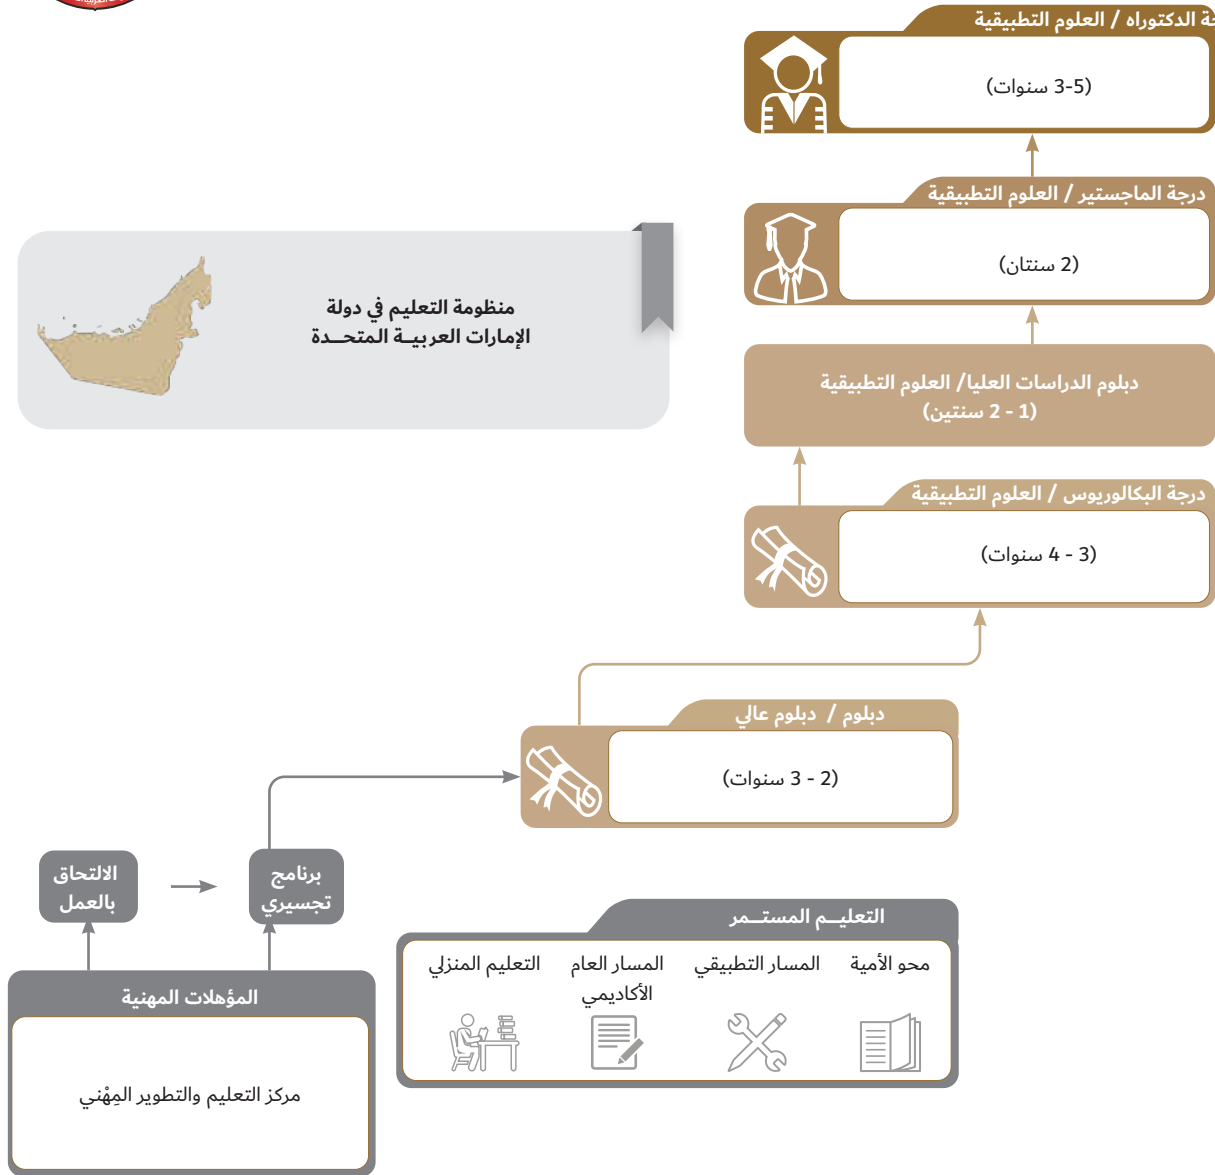 الدكتوراه / العلوم التطبيقية
(3-5 سنوات)
درجة الماجستير / العلوم التطبيقية
(2 سنتان)
منظومة التعليم في دولة
الإمارات العربيــة المتحــدة
دبلوم الدراسات العليا/ العلوم التطبيقية
(1 - 2 سنتين)
درجة البكالوريوس / العلوم التطبيقية
(3 - 4 سنوات)
دبلوم / دبلوم عالي
(2 - 3 سنوات)
برنامج
تجسيري
الالتحاق
بالعمل
التعليــم المستــمر
محو الأمية
المسار التطبيقي
المسار العام
الأكاديمي
التعليم المنزلي
المؤهلات المهنية
مركز التعليم والتطوير المِهْني